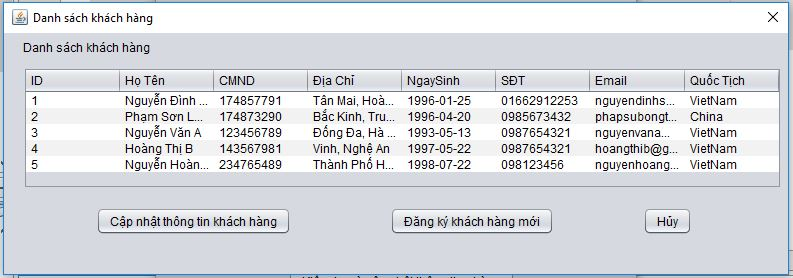 Danh sách khách hàng
Danh sách khách hàng
ID Họ Tên CMND Địa Chỉ NgaySinh SĐT Email Quốc Tịch
1 Nguyễn Đình ... 174857791 Tân Mai, Hoà... 1996-01-25 01662912253 nguyendinhs... VietNam
2 Phạm Sơn L... 174873290 Bắc Kinh, Tru... 1996-04-20 0985673432 phapsubongt... China
3 Nguyễn Văn A 123456789 Đống Đa, Hà ... 1993-05-13 0987654321 nguyenvana... VietNam
4 Hoàng Thị B 143567981 Vinh, Nghệ An 1997-05-22 0987654321 hoangthib@g... VietNam
5 Nguyễn Hoàn... 234765489 Thành Phố H... 1998-07-22 098123456 nguyenhoang... VietNam
Cập nhật thông tin khách hàng Đăng ký khách hàng mới Hủy